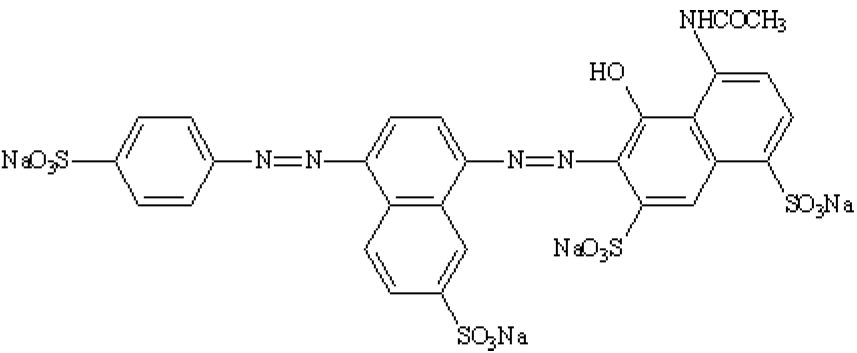 NHCOCH3
HO
NaO3S
N=N
N=N
SO3Na
NaO3S
SO3Na